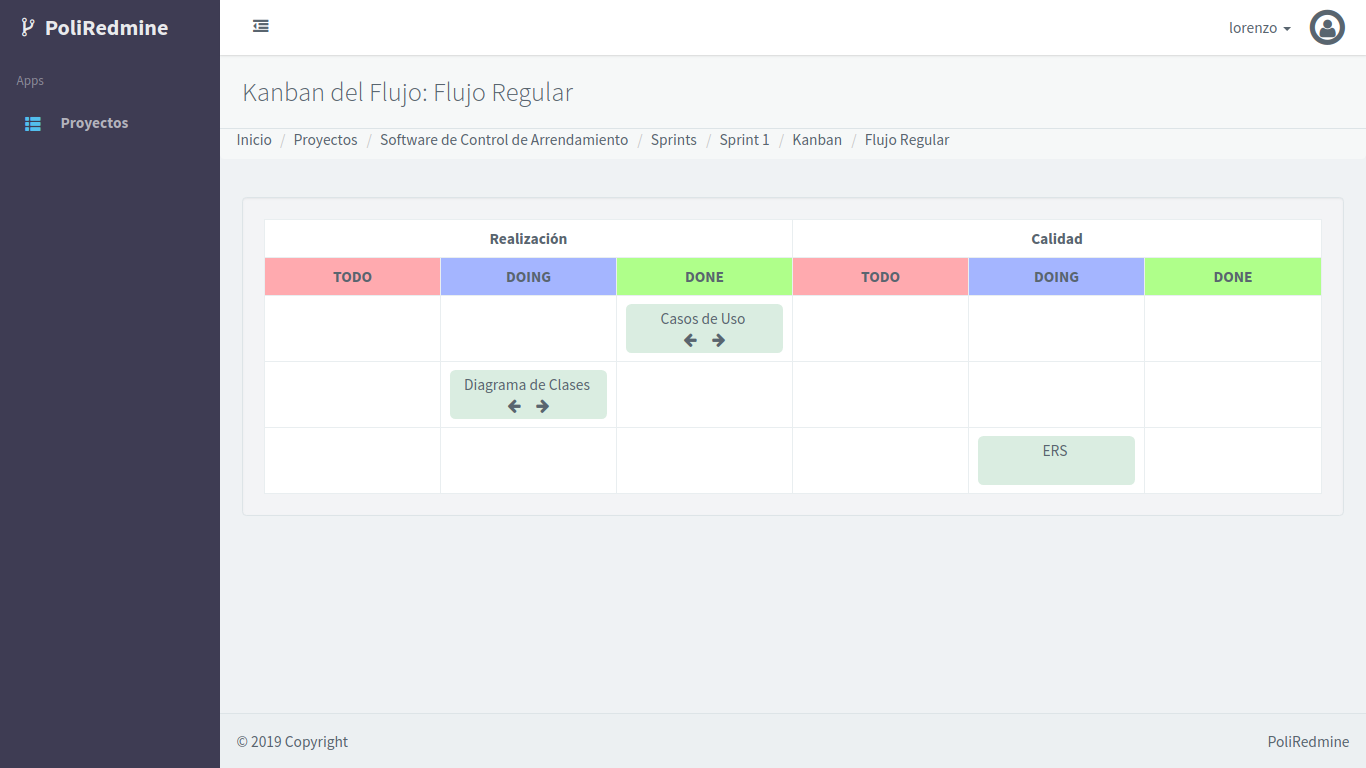 PoliRedmine
lorenzo
Apps
Proyectos
Kanban del Flujo: Flujo Regular
Inicio / Proyectos / Software de Control de Arrendamiento / Sprints / Sprint 1 / Kanban / Flujo Regular
Realización Calidad
TODO DOING DONE TODO DOING DONE
Casos de Uso
Diagrama de Clases
ERS
© 2019 Copyright PoliRedmine